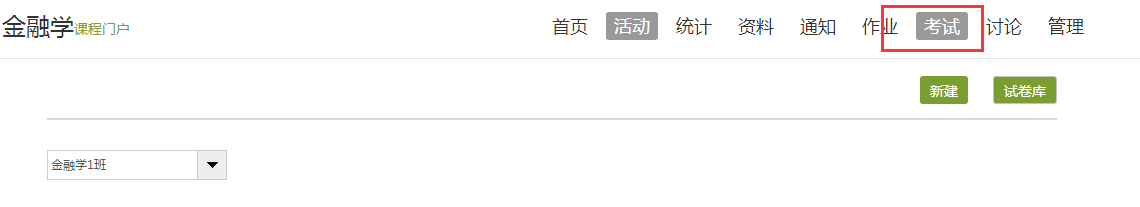 金融学课程门户 首页 活动 统计 资料 通知 作业 考试 讨论 管理
新建 试卷库
金融学1班